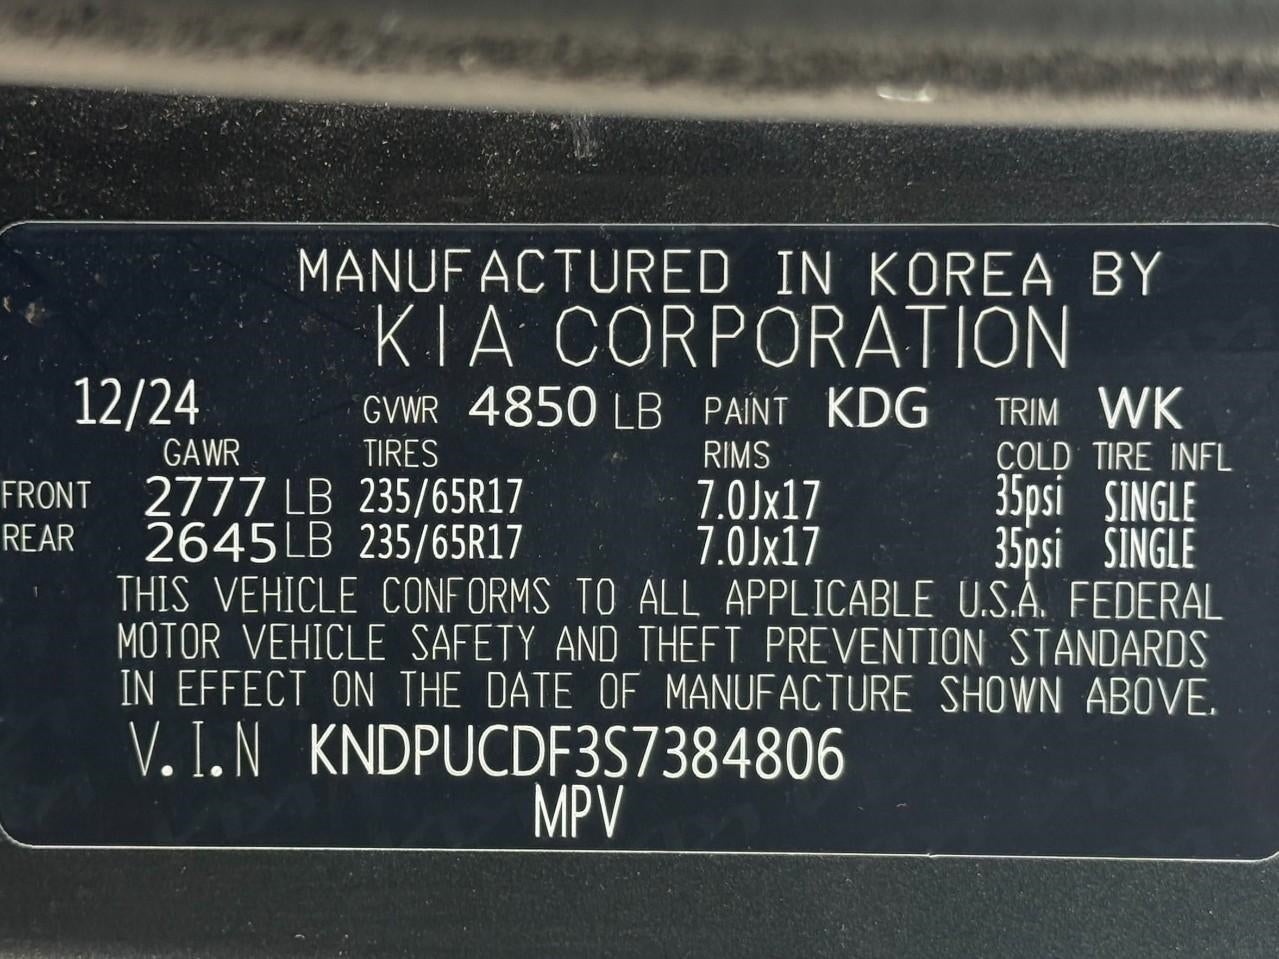 MANUFACTURED IN KOREA BY
KIA CORPORATION
12/24 GVWR 4850 LB PAINT KDG TRIM WK
GAWR TIRES RIMS COLD TIRE INFL
FRONT 2777 LB 235/65R17 7.0Jx17 35psi SINGLE
REAR 2645 LB 235/65R17 7.0Jx17 35psi SINGLE
THIS VEHICLE CONFORMS TO ALL APPLICABLE U.S.A. FEDERAL
MOTOR VEHICLE SAFETY AND THEFT PREVENTION STANDARDS
IN EFFECT ON THE DATE OF MANUFACTURE SHOWN ABOVE.
V.I.N KNDPUCDF3S7384806
MPV